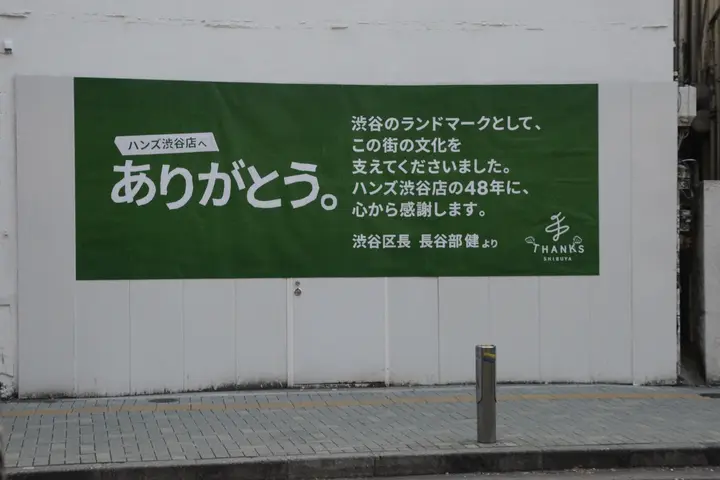 ハンズ渋谷店へ
ありがとう。
渋谷のランドマークとして、
この街の文化を
支えてくださいました。
ハンズ渋谷店の48年に、
心から感謝します。
渋谷区長 長谷部 健より
THANKS
SHIBUYA